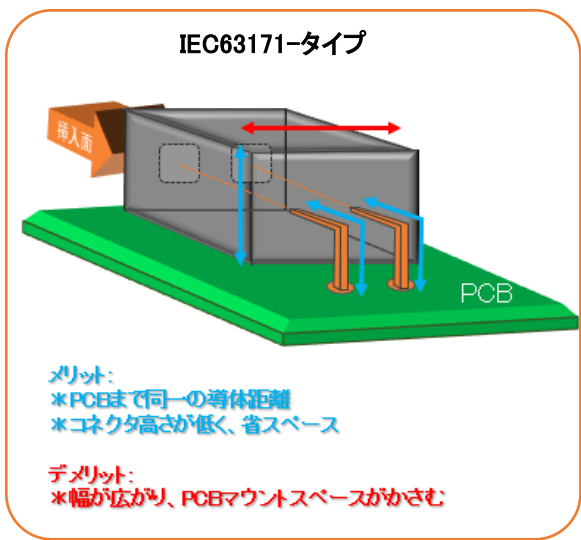 IEC63171-タイプ
挿入面
PCB
メリット:
＊PCBまで同一の導体距離
＊コネクタ高さが低く、省スペース
デメリット:
＊幅が広がり、PCBマウントスペースがかさむ